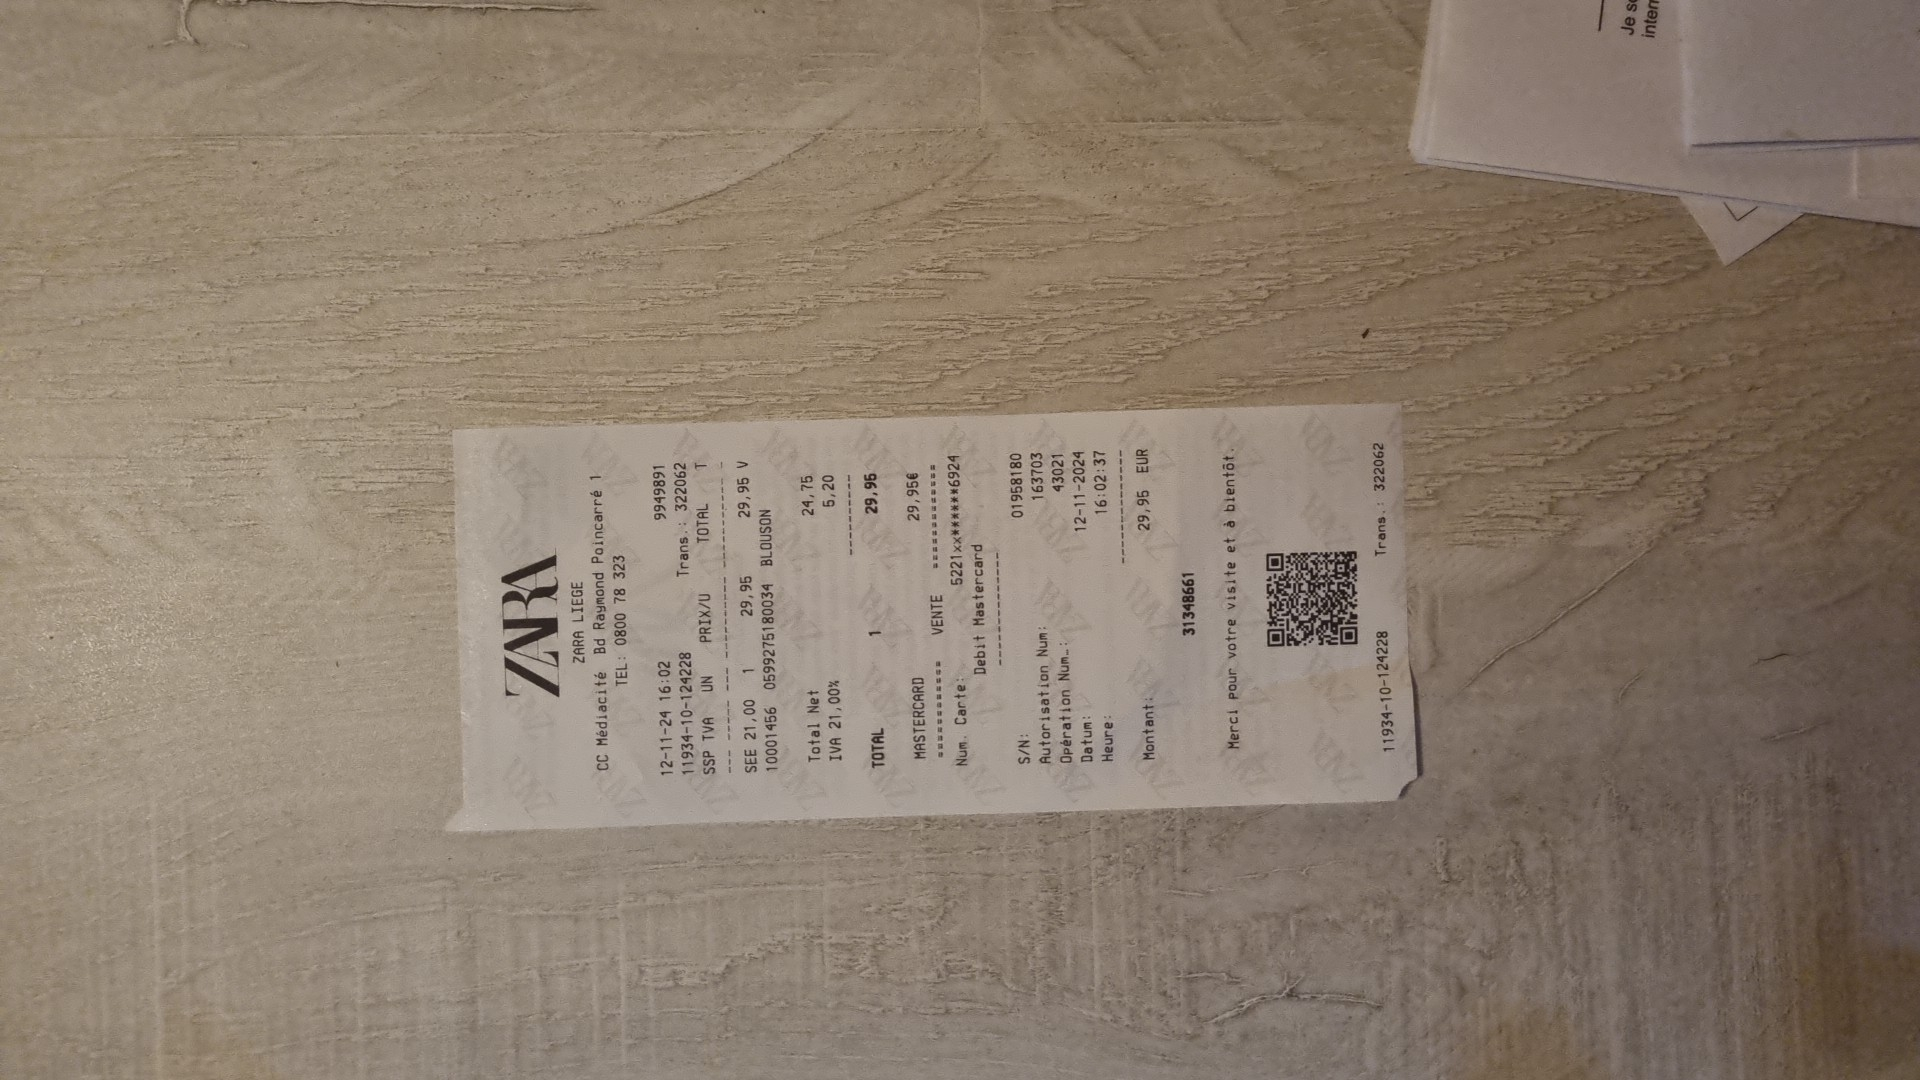 ZARA
ZARA LIEGE
CC Médiacité Bd Raymond Poincarré 1
TEL: 0800 78 323
12-11-24 16:02 9949891
11934-10-124228 Trans.: 322062
SSP TVA UN PRIX/U TOTAL T
SEE 21,00 1 29,95 29,95 V
10001456 0599275180034 BLOUSON
Total Net 24,75
IVA 21,00% 5,20
TOTAL 1 29,95
MASTERCARD 29,95€
========== VENTE ============
Num. Carte: 5221xx******6924
Debit Mastercard
S/N: 01958180
Autorisation Num: 163703
Opération Num.: 43021
Datum: 12-11-2024
Heure: 16:02:37
Montant: 29,95 EUR
31348661
Merci pour votre visite et à bientôt.
11934-10-124228 Trans.: 322062
Je
inter